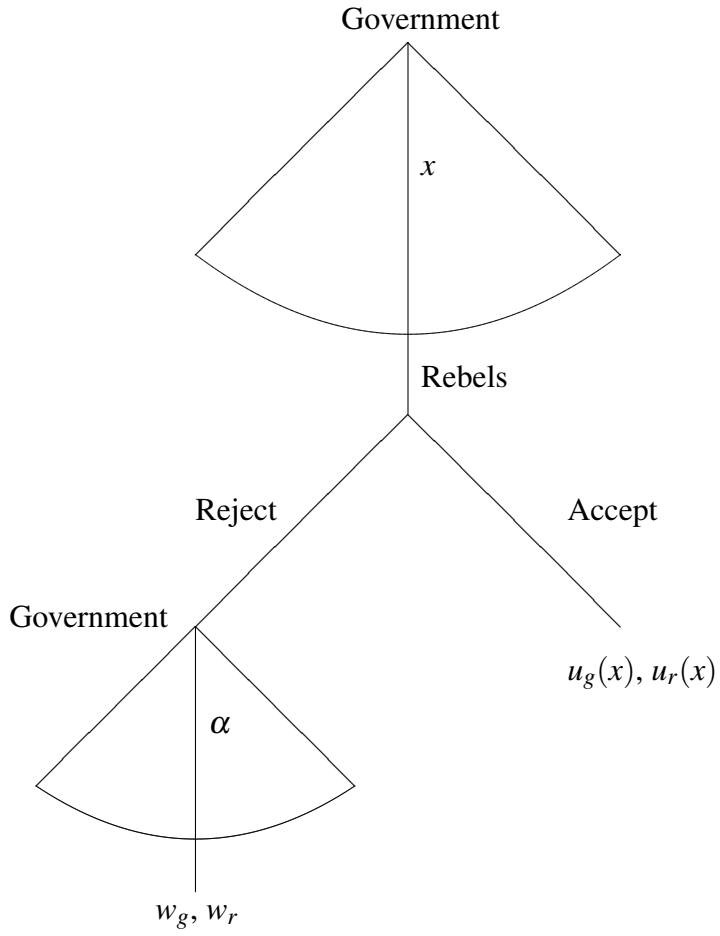 Government
x
Rebels
Reject
Accept
Government
u_g(x), u_r(x)
α
w_g, w_r